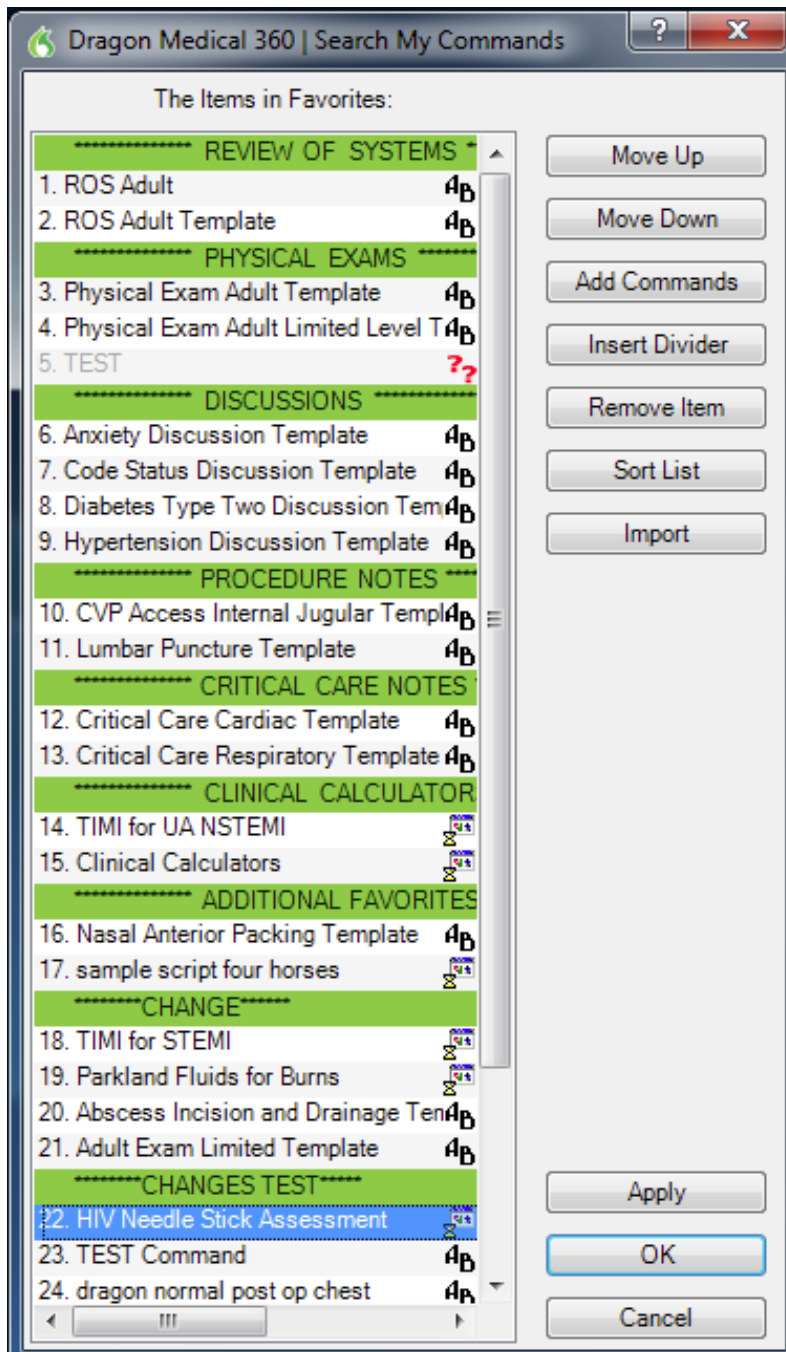 Dragon Medical 360 | Search My Commands
?
X
The Items in Favorites:
************** REVIEW OF SYSTEMS *
1. ROS Adult
2. ROS Adult Template
************** PHYSICAL EXAMS *******
3. Physical Exam Adult Template
4. Physical Exam Adult Limited Level T
5. TEST
??
************** DISCUSSIONS ************
6. Anxiety Discussion Template
7. Code Status Discussion Template
8. Diabetes Type Two Discussion Tem
9. Hypertension Discussion Template
************** PROCEDURE NOTES ****
10. CVP Access Internal Jugular Templ
11. Lumbar Puncture Template
************** CRITICAL CARE NOTES *
12. Critical Care Cardiac Template
13. Critical Care Respiratory Template
************** CLINICAL CALCULATOR
14. TIMI for UA NSTEMI
15. Clinical Calculators
************** ADDITIONAL FAVORITES
16. Nasal Anterior Packing Template
17. sample script four horses
********CHANGE******
18. TIMI for STEMI
19. Parkland Fluids for Burns
20. Abscess Incision and Drainage Ten
21. Adult Exam Limited Template
********CHANGES TEST*****
22. HIV Needle Stick Assessment
23. TEST Command
24. dragon normal post op chest
Move Up
Move Down
Add Commands
Insert Divider
Remove Item
Sort List
Import
Apply
OK
Cancel